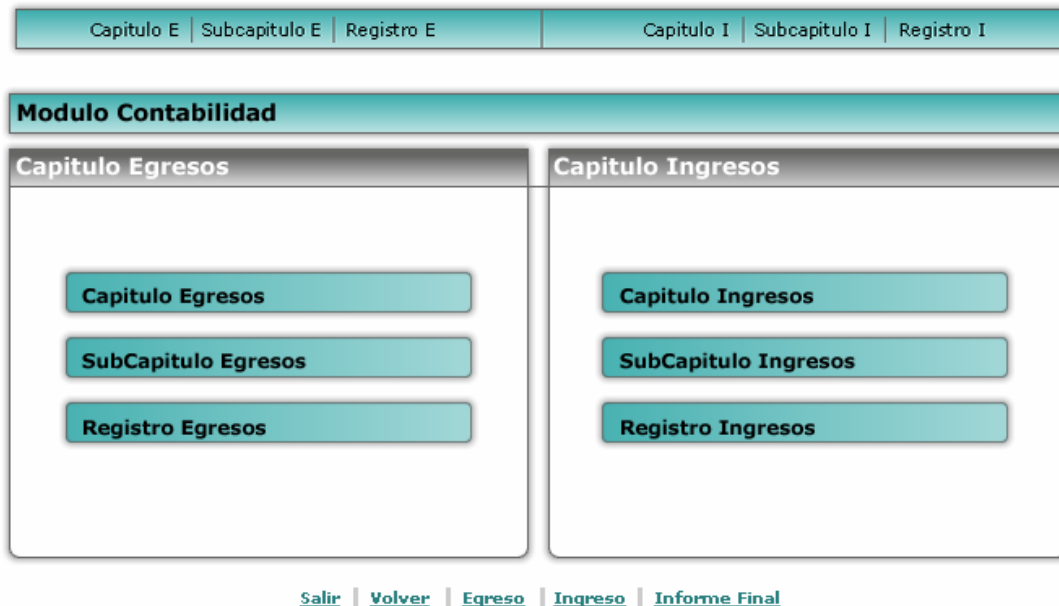 Capitulo E | Subcapitulo E | Registro E Capitulo I | Subcapitulo I | Registro I
Modulo Contabilidad
Capitulo Egresos
Capitulo Egresos
SubCapitulo Egresos
Registro Egresos
Capitulo Ingresos
Capitulo Ingresos
SubCapitulo Ingresos
Registro Ingresos
Salir | Volver | Egreso | Ingreso | Informe Final